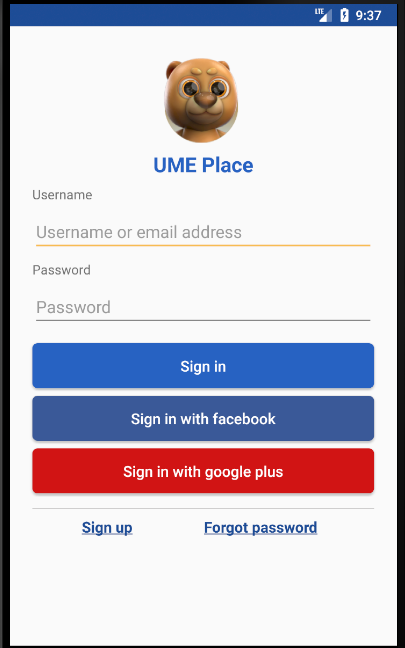 LTE 9:37
UME Place
Username
Username or email address
Password
Password
Sign in
Sign in with facebook
Sign in with google plus
Sign up Forgot password